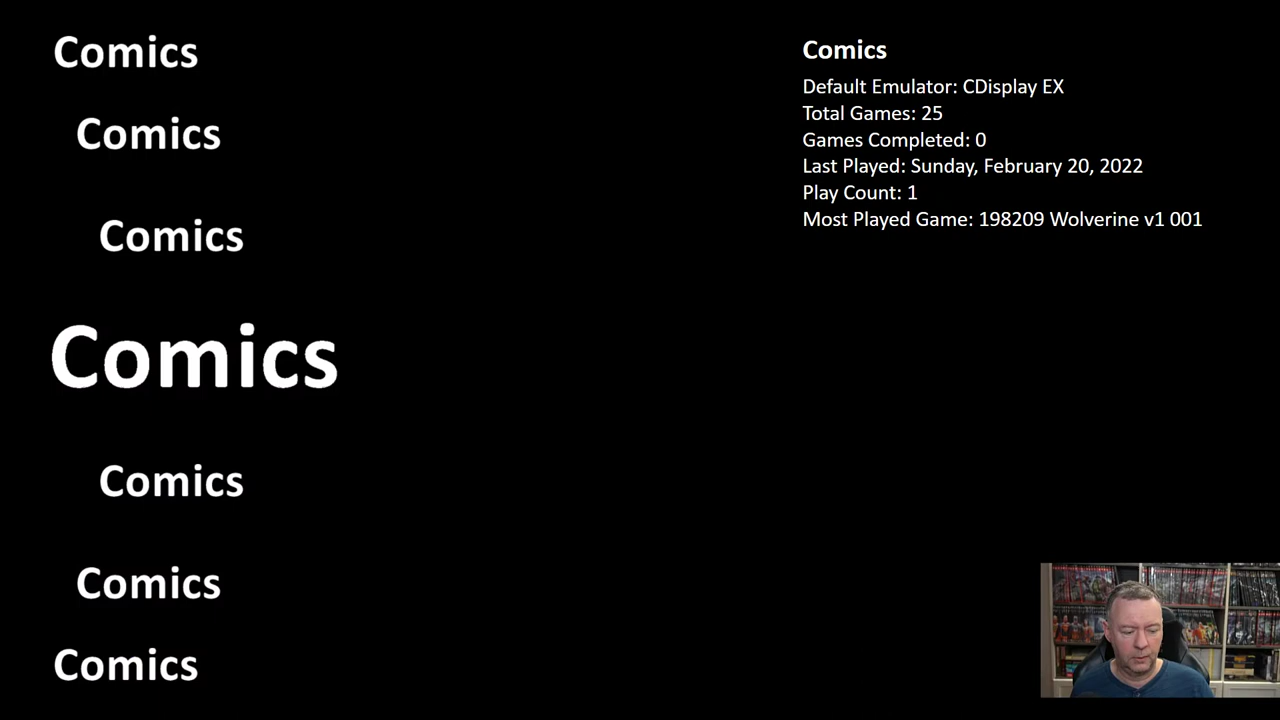 Comics
Comics
Comics
Comics
Comics
Comics
Comics
Comics
Default Emulator: CDisplay EX
Total Games: 25
Games Completed: 0
Last Played: Sunday, February 20, 2022
Play Count: 1
Most Played Game: 198209 Wolverine v1 001